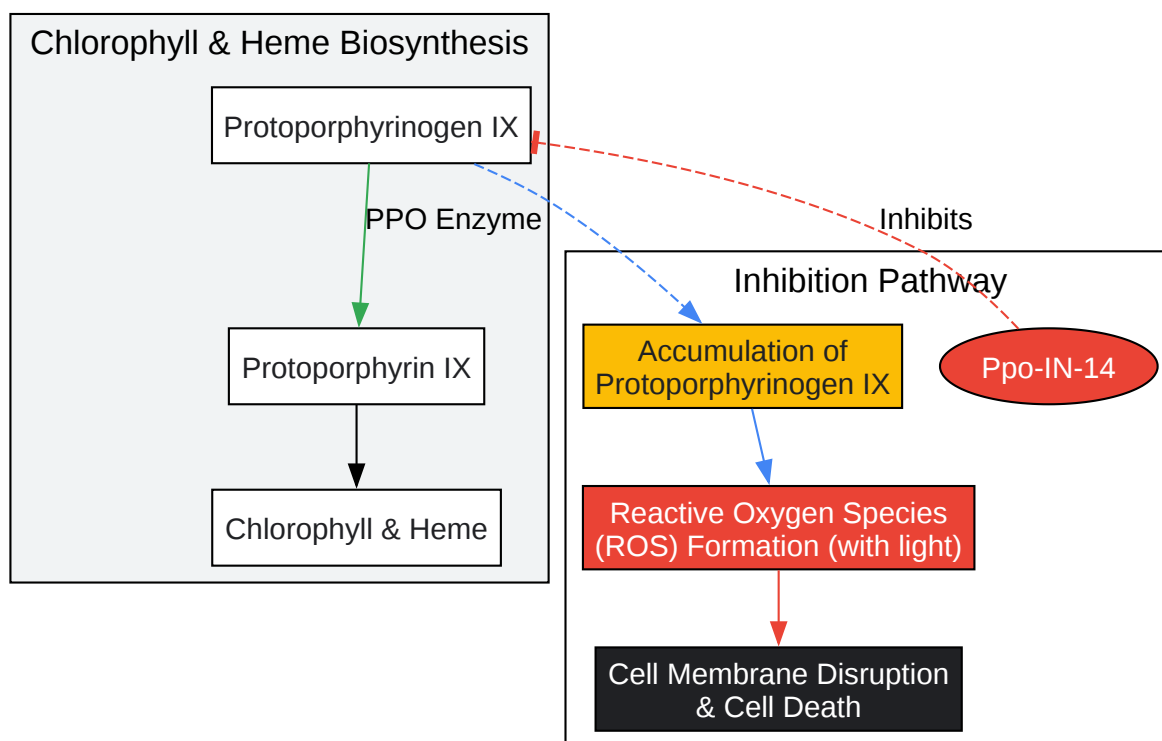 Chlorophyll & Heme Biosynthesis
Protoporphyrinogen IX
PPO Enzyme
Protoporphyrin IX
Chlorophyll & Heme
Inhibits
Inhibition Pathway
Accumulation of
Protoporphyrinogen IX
Ppo-IN-14
Reactive Oxygen Species
(ROS) Formation (with light)
Cell Membrane Disruption
& Cell Death